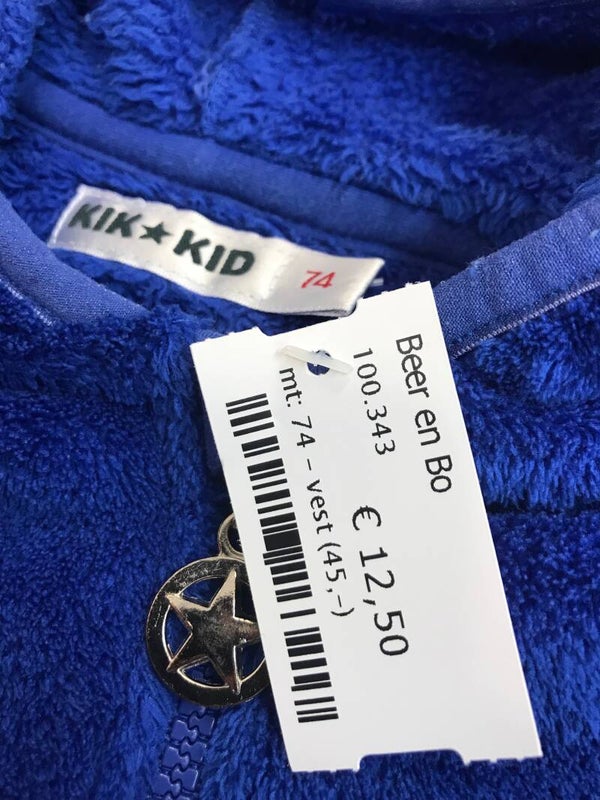 KIK★KID
74
Beer en Bo
100.343
€ 12,50
mt: 74 - vest (45,-)